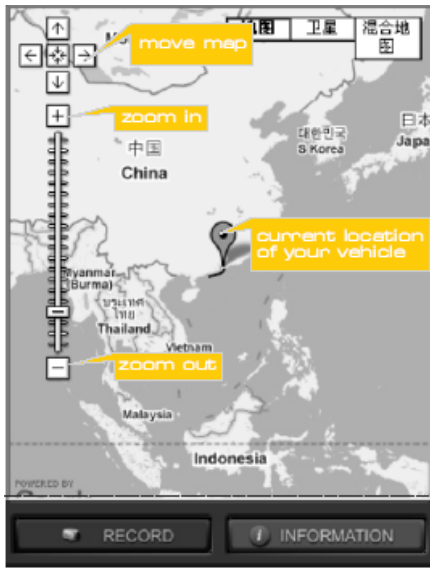 地图
卫星
混合地
图
move map
zoom in
대한민국
S Korea
日本
Japa
中国
China
current location
of your vehicle
Myanmar
(Burma)
ประเทศ
ไทย
Thailand
Vietnam
zoom out
Malaysia
Indonesia
POWERED BY
RECORD
INFORMATION